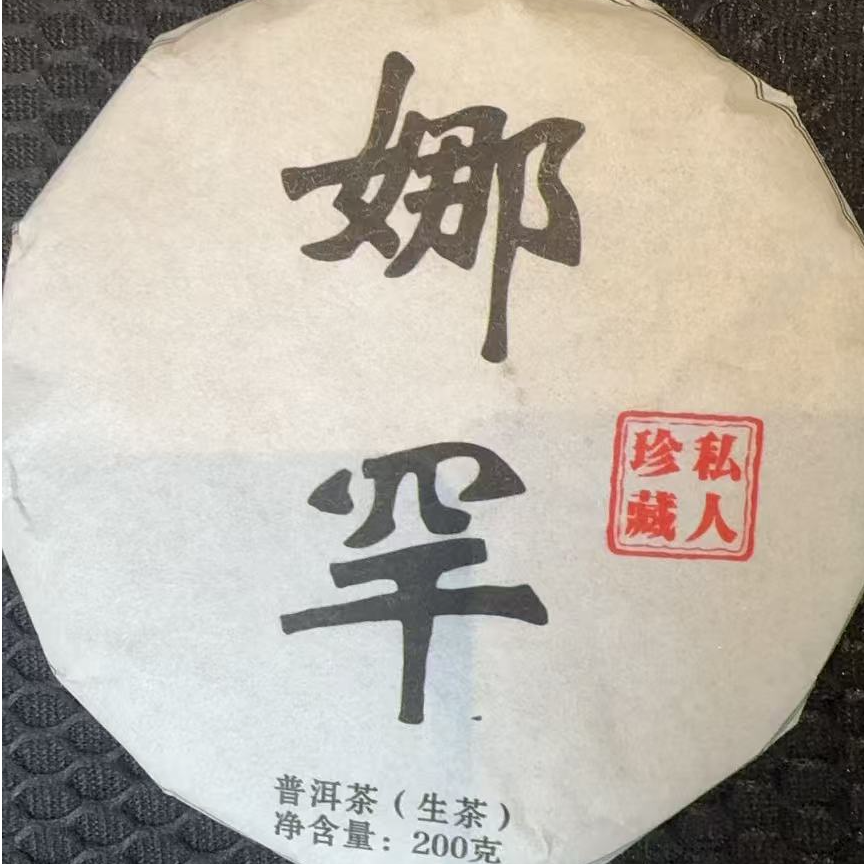 娜
罕
私人
珍藏
普洱茶（生茶）
净含量：200克